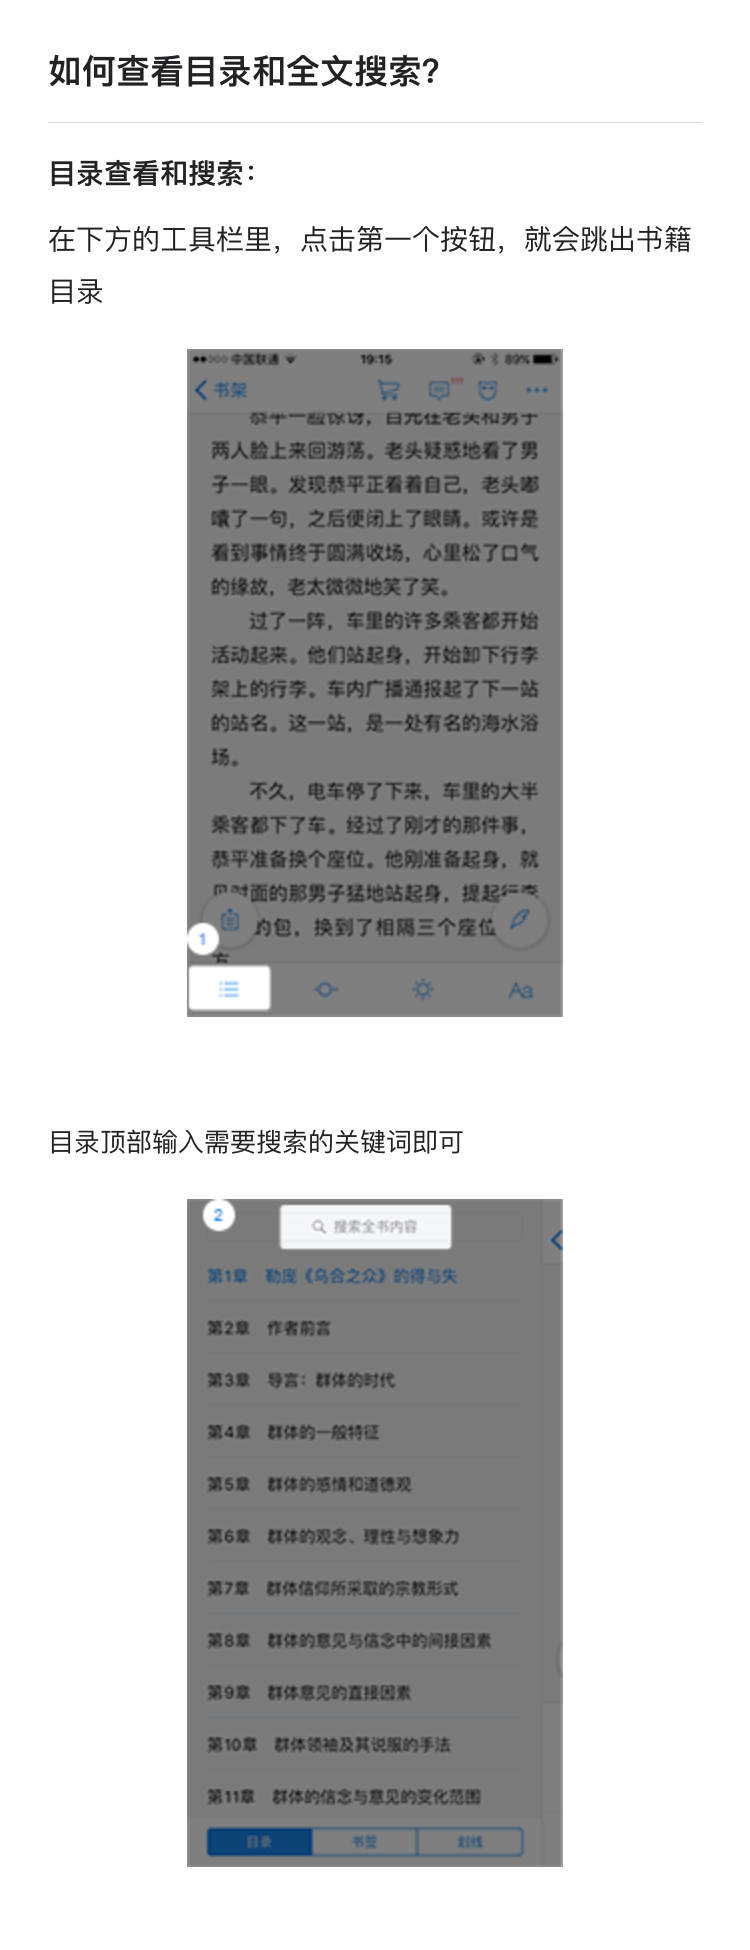 如何查看目录和全文搜索?
目录查看和搜索：
在下方的工具栏里，点击第一个按钮，就会跳出书籍
目录
中国联通 19:15 89%
书架
恭平一脸惊讶，目光在老头和男子
两人脸上来回游荡。老头疑惑地看了男
子一眼。发现恭平正看着自己，老头嘟
囔了一句，之后便闭上了眼睛。或许是
看到事情终于圆满收场，心里松了口气
的缘故，老太微微地笑了笑。
过了一阵，车里的许多乘客都开始
活动起来。他们站起身，开始卸下行李
架上的行李。车内广播通报起了下一站
的站名。这一站，是一处有名的海水浴
场。
不久，电车停了下来，车里的大半
乘客都下了车。经过了刚才的那件事，
恭平准备换个座位。他刚准备起身，就
见对面的那男子猛地站起身，提起行李
的包，换到了相隔三个座位
1
Aa
目录顶部输入需要搜索的关键词即可
2
搜索全书内容
第1章 勒庞《乌合之众》的得与失
第2章 作者前言
第3章 导言：群体的时代
第4章 群体的一般特征
第5章 群体的感情和道德观
第6章 群体的观念、理性与想象力
第7章 群体信仰所采取的宗教形式
第8章 群体的意见与信念中的间接因素
第9章 群体意见的直接因素
第10章 群体领袖及其说服的手法
第11章 群体的信念与意见的变化范围
目录 书签 划线